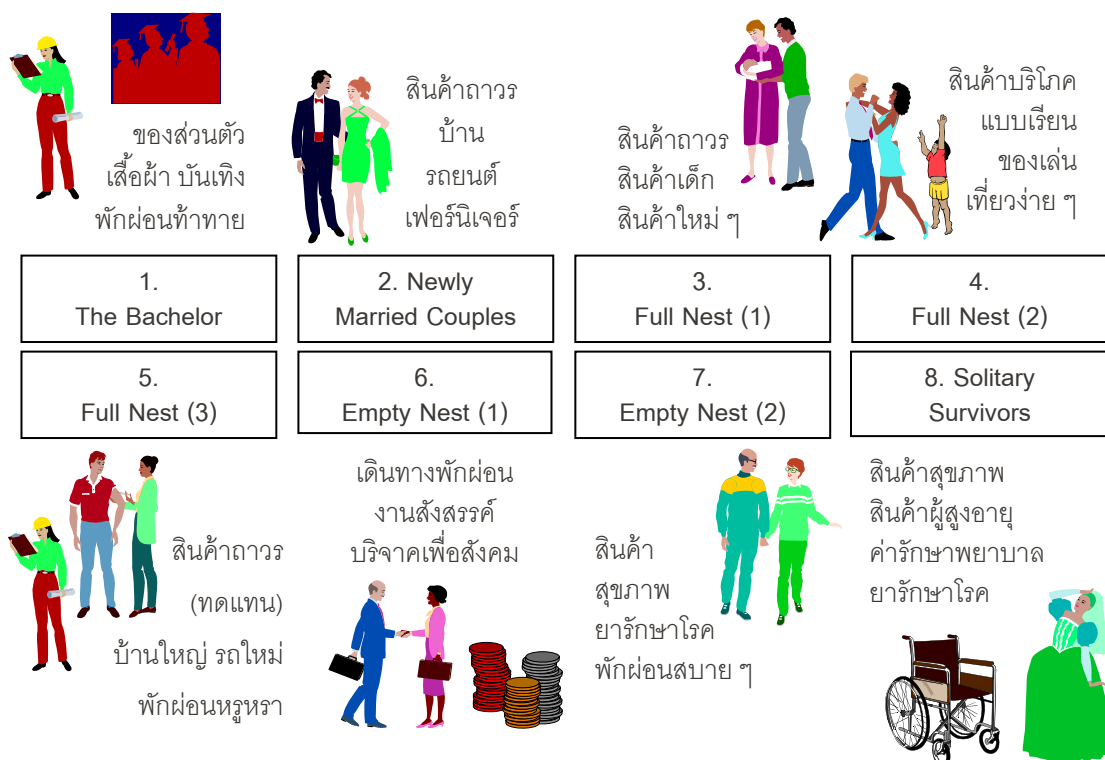 ของส่วนตัว
เสื้อผ้า บันเทิง
พักผ่อนท้าทาย
สินค้าถาวร
บ้าน
รถยนต์
เฟอร์นิเจอร์
สินค้าถาวร
สินค้าเด็ก
สินค้าใหม่ ๆ
สินค้าบริโภค
แบบเรียน
ของเล่น
เที่ยวง่าย ๆ
1.
The Bachelor
2. Newly
Married Couples
3.
Full Nest (1)
4.
Full Nest (2)
5.
Full Nest (3)
6.
Empty Nest (1)
7.
Empty Nest (2)
8. Solitary
Survivors
สินค้าถาวร
(ทดแทน)
บ้านใหญ่ รถใหม่
พักผ่อนหรูหรา
เดินทางพักผ่อน
งานสังสรรค์
บริจาคเพื่อสังคม
สินค้า
สุขภาพ
ยารักษาโรค
พักผ่อนสบาย ๆ
สินค้าสุขภาพ
สินค้าผู้สูงอายุ
ค่ารักษาพยาบาล
ยารักษาโรค